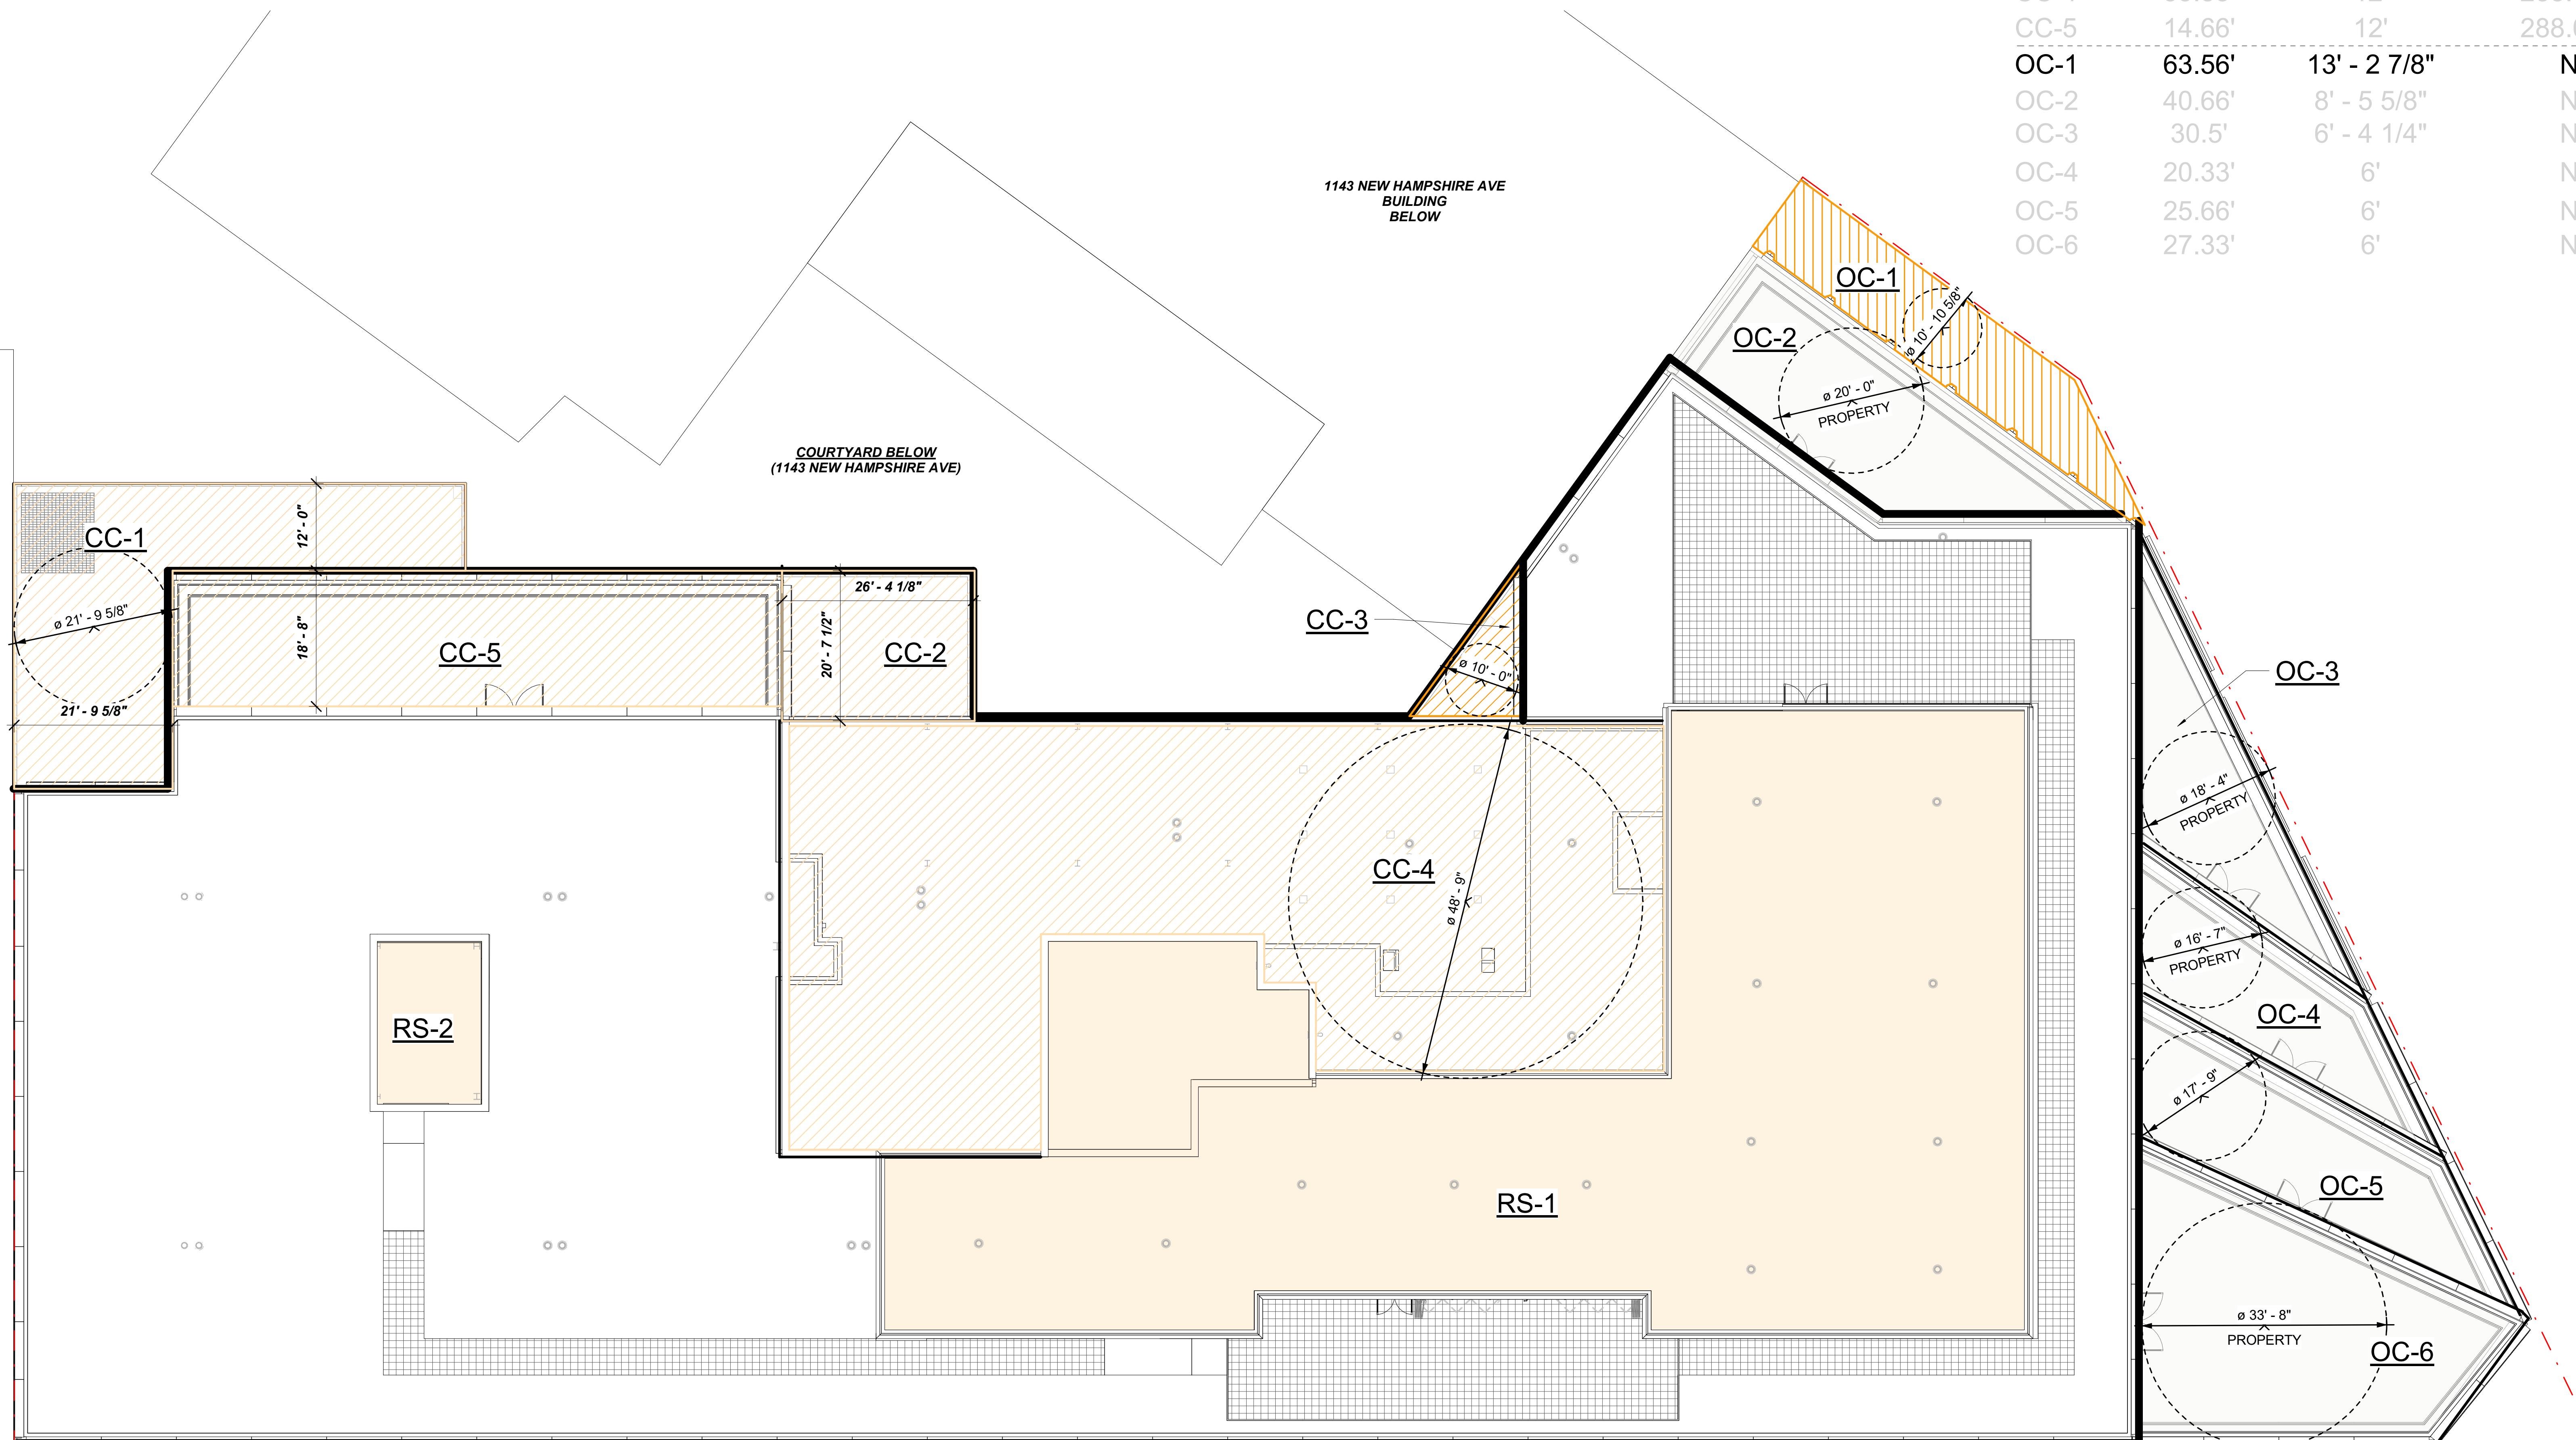 CC-5 14.66' 12'
OC-1 63.56' 13' - 2 7/8" N
OC-2 40.66' 8' - 5 5/8" N
OC-3 30.5' 6' - 4 1/4" N
OC-4 20.33' 6' N
OC-5 25.66' 6' N
OC-6 27.33' 6' N
1143 NEW HAMPSHIRE AVE
BUILDING
BELOW
OC-1
ø 10' - 10 5/8"
OC-2
ø 20' - 0"
PROPERTY
COURTYARD BELOW
(1143 NEW HAMPSHIRE AVE)
CC-1
12' - 0"
ø 21' - 9 5/8"
21' - 9 5/8"
18' - 8"
CC-5
26' - 4 1/8"
20' - 7 1/2"
CC-2
CC-3
ø 10' - 0"
OC-3
ø 18' - 4"
PROPERTY
CC-4
ø 48' - 9"
ø 16' - 7"
PROPERTY
OC-4
RS-2
ø 17' - 9"
OC-5
RS-1
ø 33' - 8"
PROPERTY
OC-6